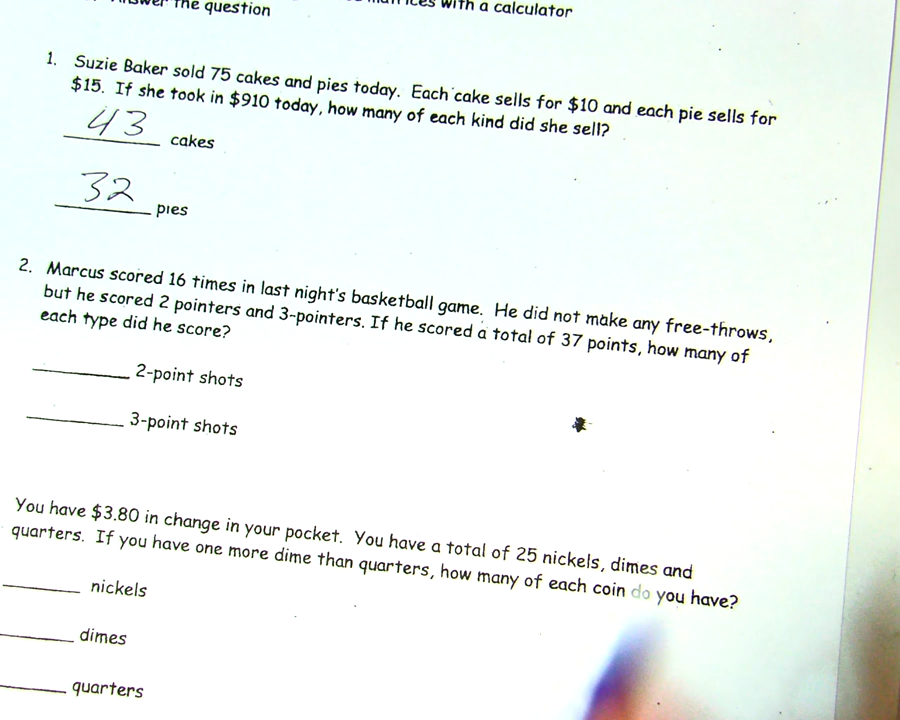 Answer the question
matrices with a calculator
1. Suzie Baker sold 75 cakes and pies today. Each cake sells for $10 and each pie sells for
$15. If she took in $910 today, how many of each kind did she sell?
43 cakes
32 pies
2. Marcus scored 16 times in last night's basketball game. He did not make any free-throws,
but he scored 2 pointers and 3-pointers. If he scored a total of 37 points, how many of
each type did he score?
2-point shots
3-point shots
You have $3.80 in change in your pocket. You have a total of 25 nickels, dimes and
quarters. If you have one more dime than quarters, how many of each coin do you have?
nickels
dimes
quarters